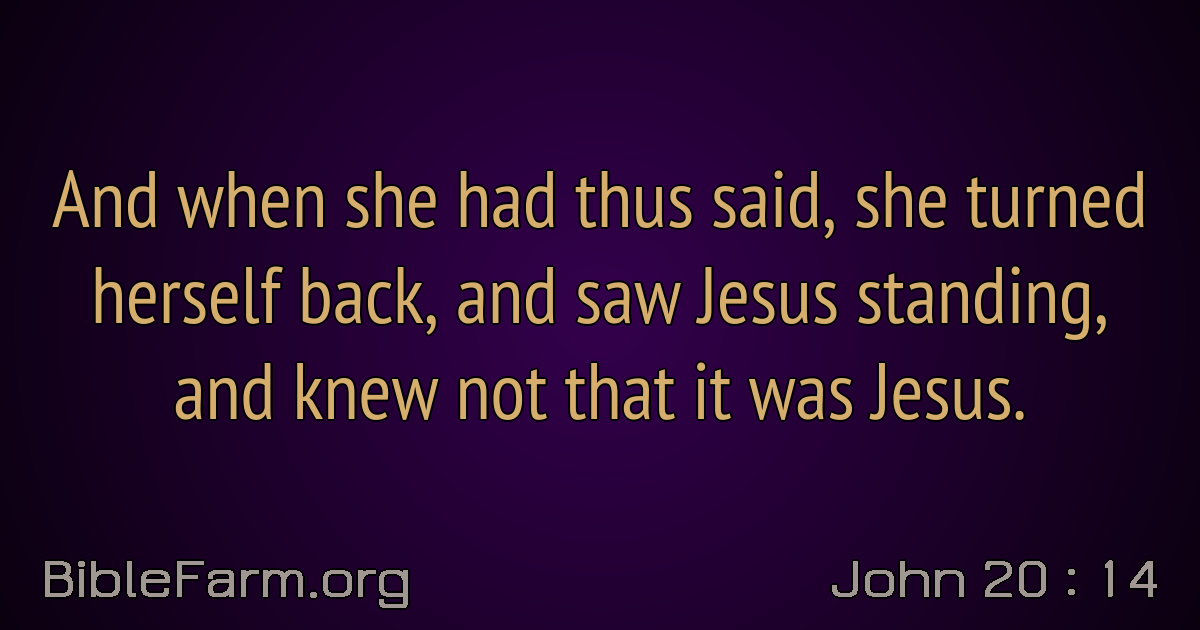 And when she had thus said, she turned
herself back, and saw Jesus standing,
and knew not that it was Jesus.
BibleFarm.org
John 20 : 14